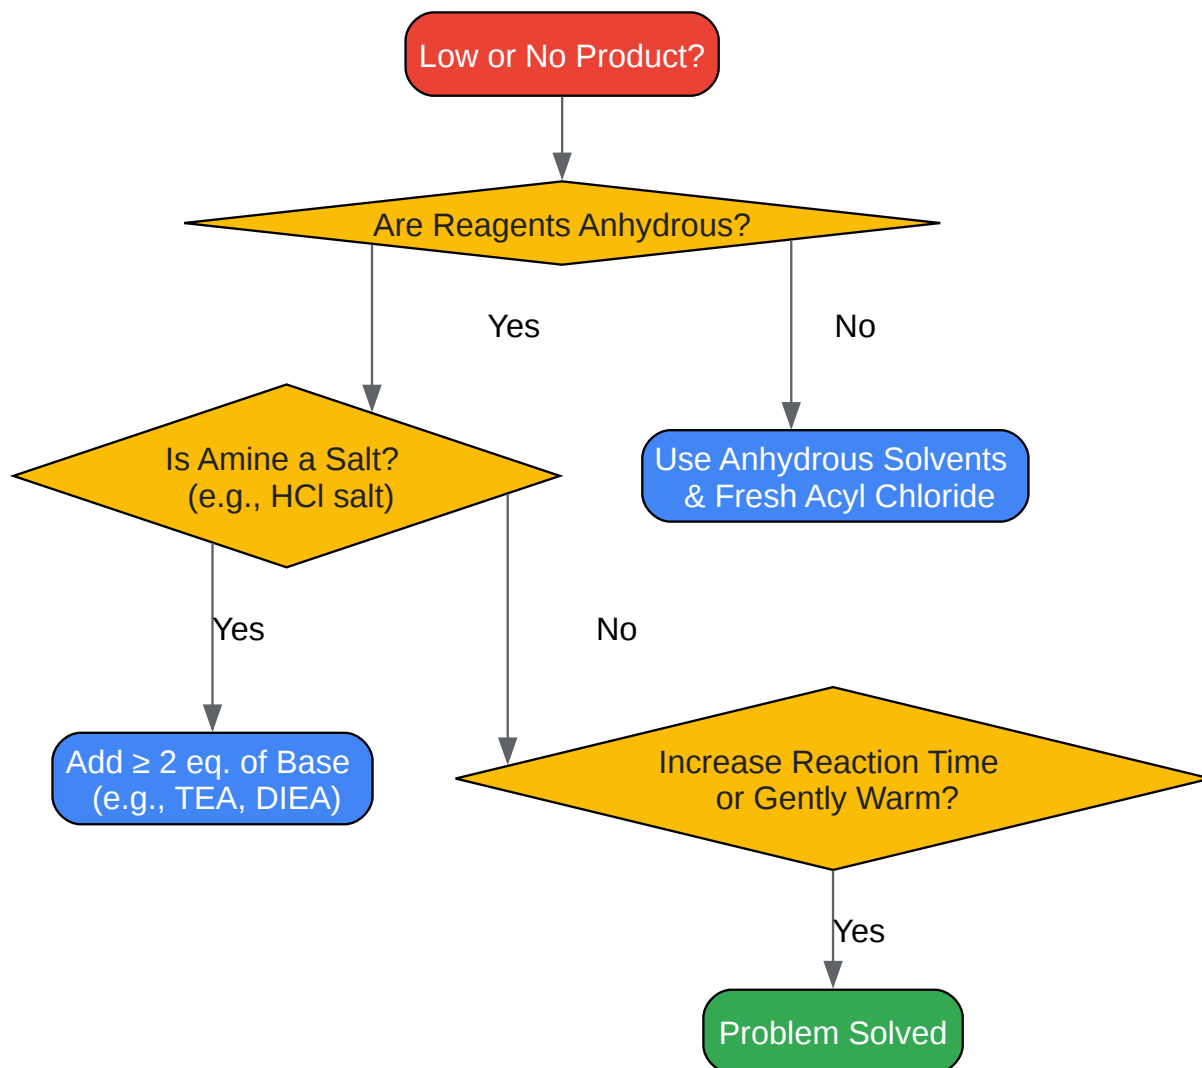 Low or No Product?
Are Reagents Anhydrous?
Yes
No
Is Amine a Salt?
(e.g., HCl salt)
Use Anhydrous Solvents
& Fresh Acyl Chloride
Yes
No
Add ≥ 2 eq. of Base
(e.g., TEA, DIEA)
Increase Reaction Time
or Gently Warm?
Yes
Problem Solved